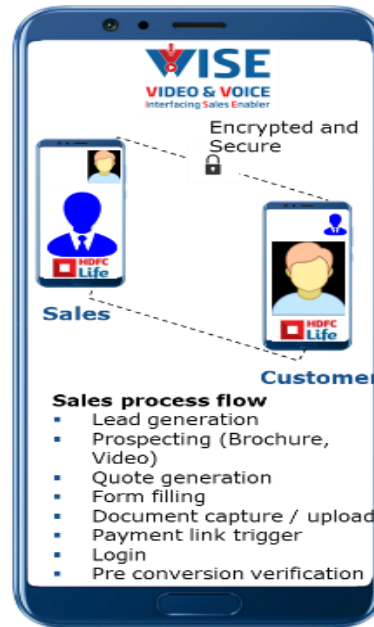 WISE
VIDEO & VOICE
Interfacing Sales Enabler
Encrypted and
Secure
HDFC
Life
Sales
HDFC
Life
Customer
Sales process flow
▪ Lead generation
▪ Prospecting (Brochure,
Video)
▪ Quote generation
▪ Form filling
▪ Document capture / upload
▪ Payment link trigger
▪ Login
▪ Pre conversion verification